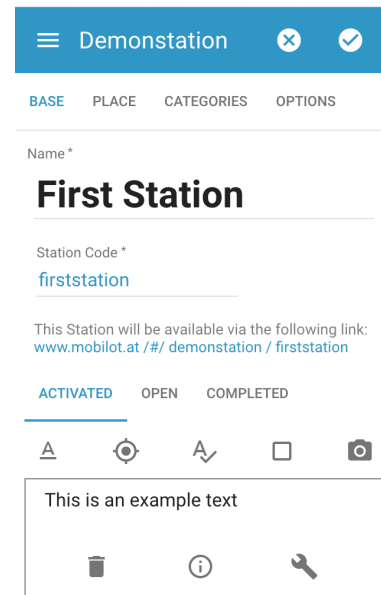 Demonstation
BASE PLACE CATEGORIES OPTIONS
Name *
First Station
Station Code *
firststation
This Station will be available via the following link:
www.mobilot.at /#/ demonstation / firststation
ACTIVATED OPEN COMPLETED
This is an example text